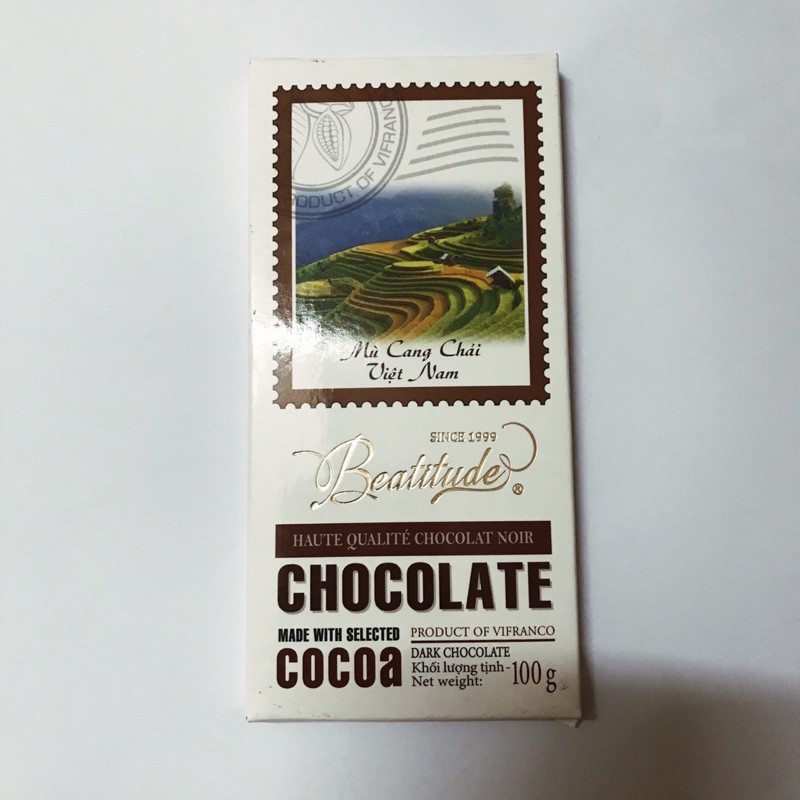 PRODUCT OF VIFRANCO
Mù Cang Chải
Việt Nam
SINCE 1999
Beatitude®
HAUTE QUALITÉ CHOCOLAT NOIR
CHOCOLATE
MADE WITH SELECTED
cocoa
PRODUCT OF VIFRANCO
DARK CHOCOLATE
Khối lượng tịnh -
Net weight: 100 g